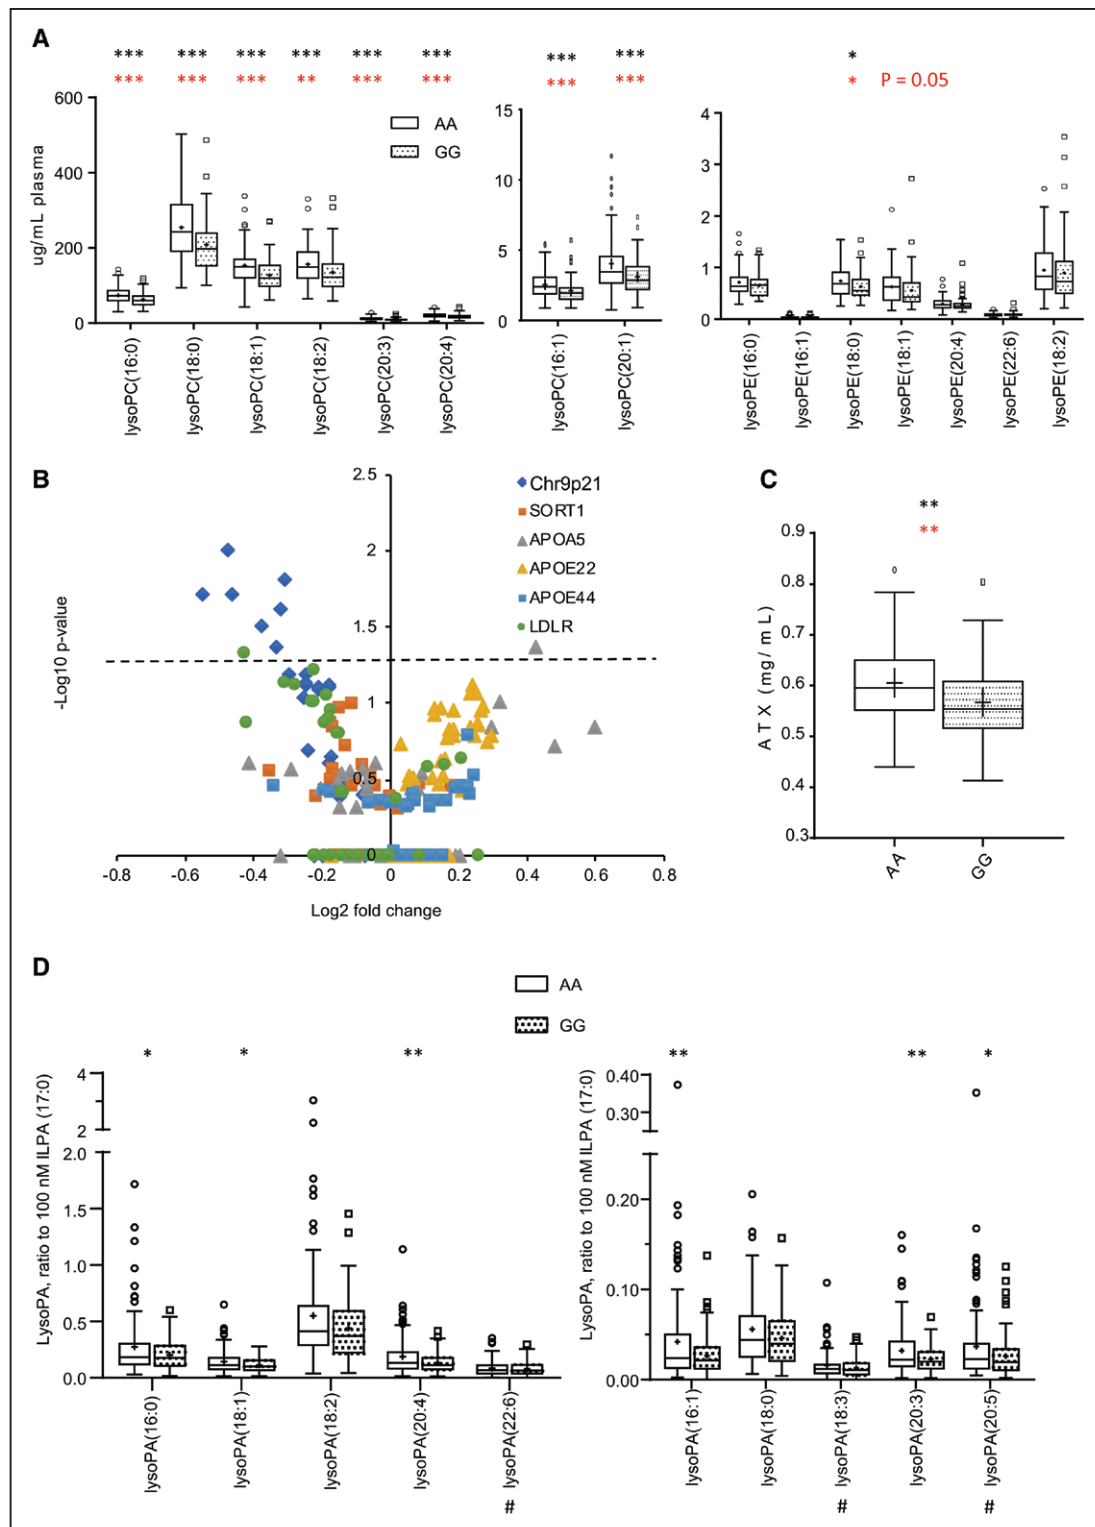 A
*** *** *** *** *** *** *** *** *
*** *** *** ** *** *** *** *** * P = 0.05
ug/mL plasma
600
400
200
0
AA
GG
lysoPC(16:0)
lysoPC(18:0)
lysoPC(18:1)
lysoPC(18:2)
lysoPC(20:3)
lysoPC(20:4)
15
10
5
0
lysoPC(16:1)
lysoPC(20:1)
4
3
2
1
0
lysoPE(16:0)
lysoPE(16:1)
lysoPE(18:0)
lysoPE(18:1)
lysoPE(20:4)
lysoPE(22:6)
lysoPE(18:2)
B
-Log10 p-value
2.5
2
1.5
1
0.5
0
Chr9p21
SORT1
APOA5
APOE22
APOE44
LDLR
-0.8 -0.6 -0.4 -0.2 0 0.2 0.4 0.6 0.8
Log2 fold change
C
**
**
ATX (mg/mL)
0.9
0.8
0.7
0.6
0.5
0.4
0.3
AA
GG
D
AA
GG
* * **
LysoPA, ratio to 100 nM ILPA (17:0)
4
2
2.0
1.5
1.0
0.5
0.0
lysoPA(16:0)
lysoPA(18:1)
lysoPA(18:2)
lysoPA(20:4)
lysoPA(22:6)
#
** ** *
LysoPA, ratio to 100 nM ILPA (17:0)
0.40
0.30
0.20
0.10
0.00
lysoPA(16:1)
lysoPA(18:0)
lysoPA(18:3)
lysoPA(20:3)
lysoPA(20:5)
# #